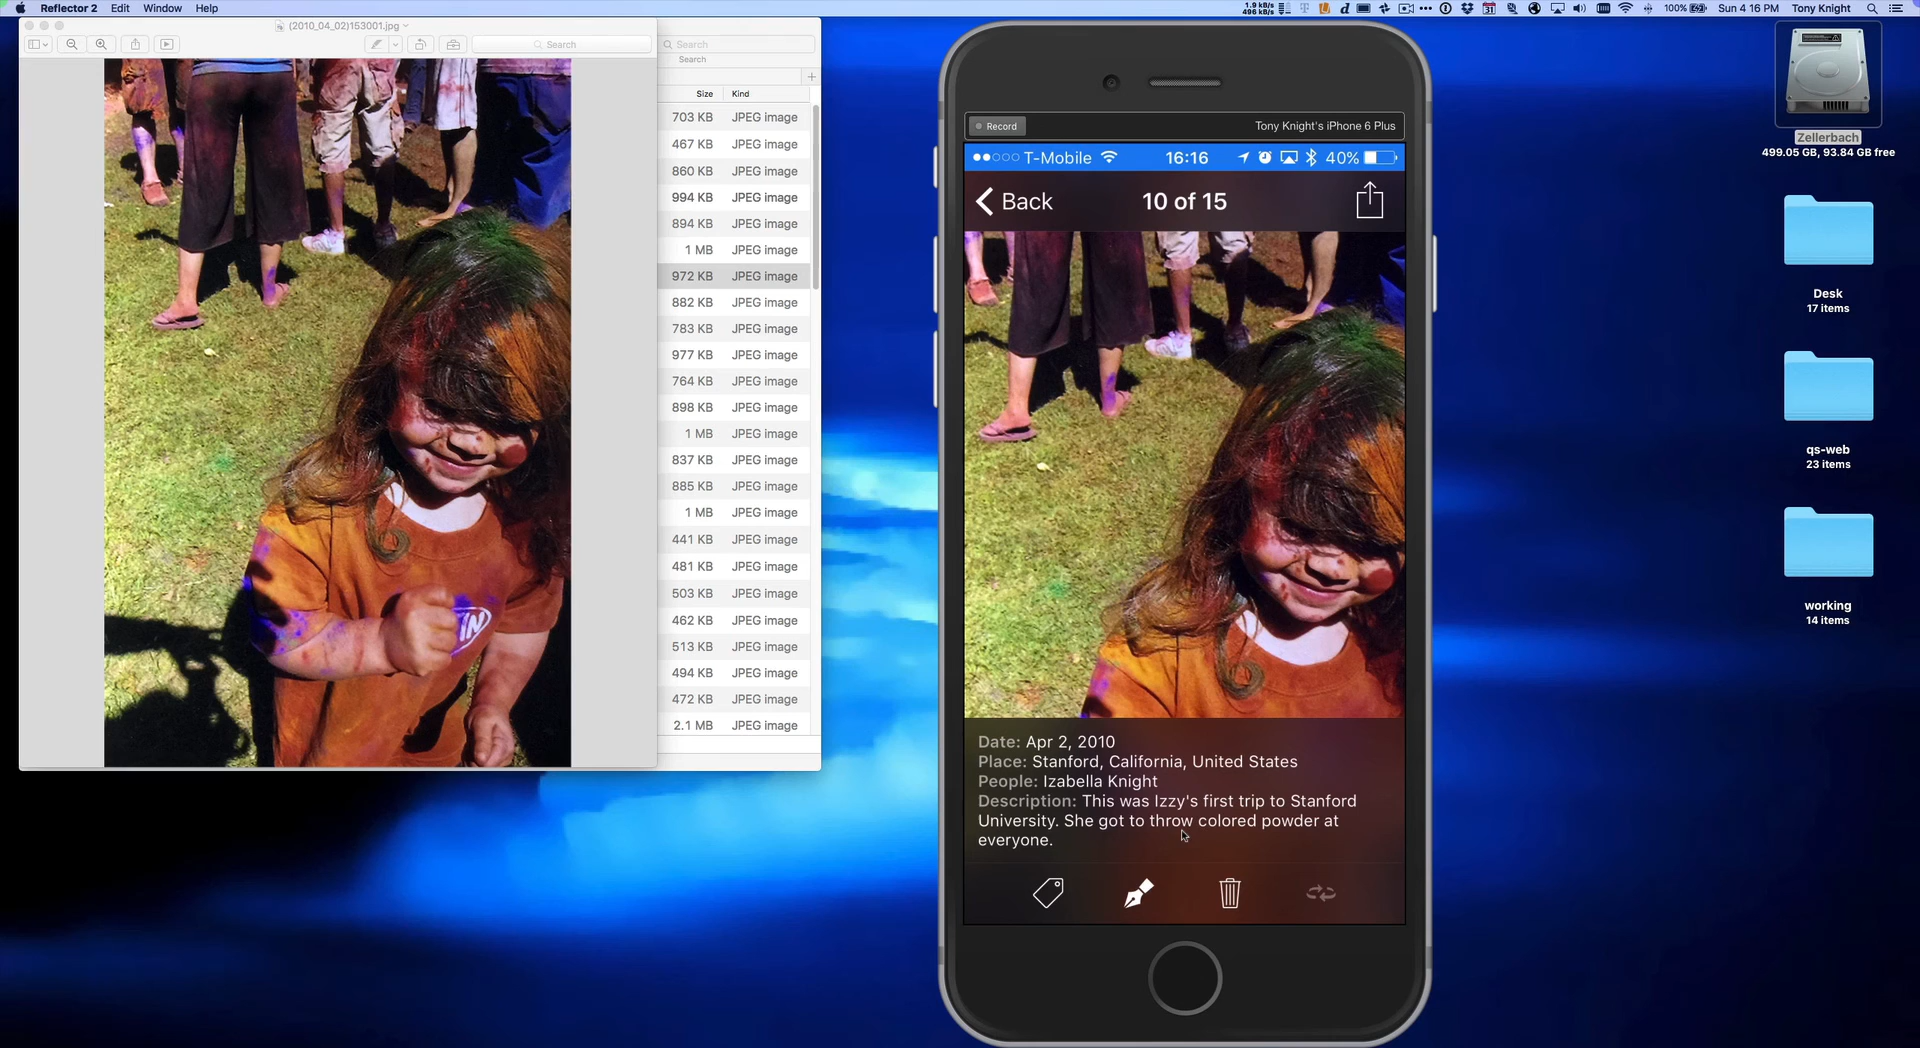 Reflector 2 Edit Window Help
1.9 kB/s
496 kB/s
100%
Sun 4 16 PM Tony Knight
(2010_04_02)153001.jpg
Search
Search
Search
Size Kind
703 KB JPEG image
467 KB JPEG image
860 KB JPEG image
994 KB JPEG image
894 KB JPEG image
1 MB JPEG image
972 KB JPEG image
882 KB JPEG image
783 KB JPEG image
977 KB JPEG image
764 KB JPEG image
898 KB JPEG image
1 MB JPEG image
837 KB JPEG image
885 KB JPEG image
1 MB JPEG image
441 KB JPEG image
481 KB JPEG image
503 KB JPEG image
462 KB JPEG image
513 KB JPEG image
494 KB JPEG image
472 KB JPEG image
2.1 MB JPEG image
Record Tony Knight's iPhone 6 Plus
T-Mobile 16:16 40%
Back 10 of 15
Date: Apr 2, 2010
Place: Stanford, California, United States
People: Izabella Knight
Description: This was Izzy's first trip to Stanford
University. She got to throw colored powder at
everyone.
Zellerbach
499.05 GB, 93.84 GB free
Desk
17 items
qs-web
23 items
working
14 items